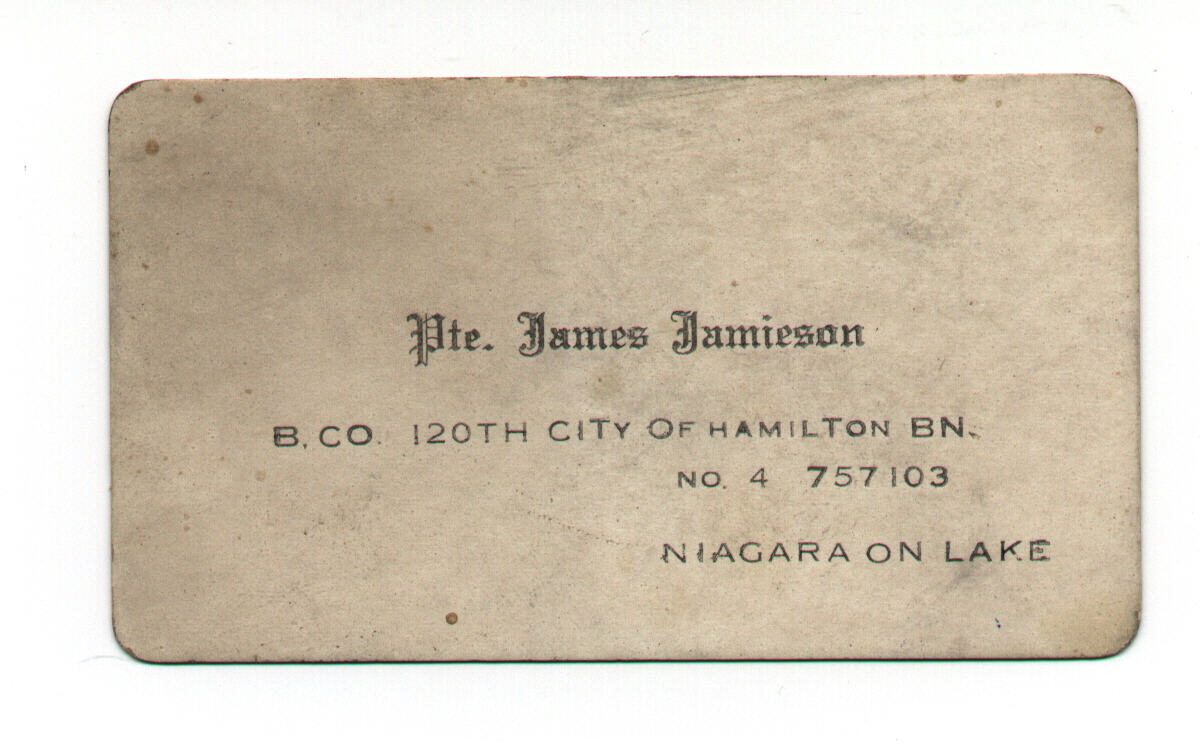 Pte. James Jamieson
B. CO. 120TH CITY OF HAMILTON BN.
NO. 4 757103
NIAGARA ON LAKE